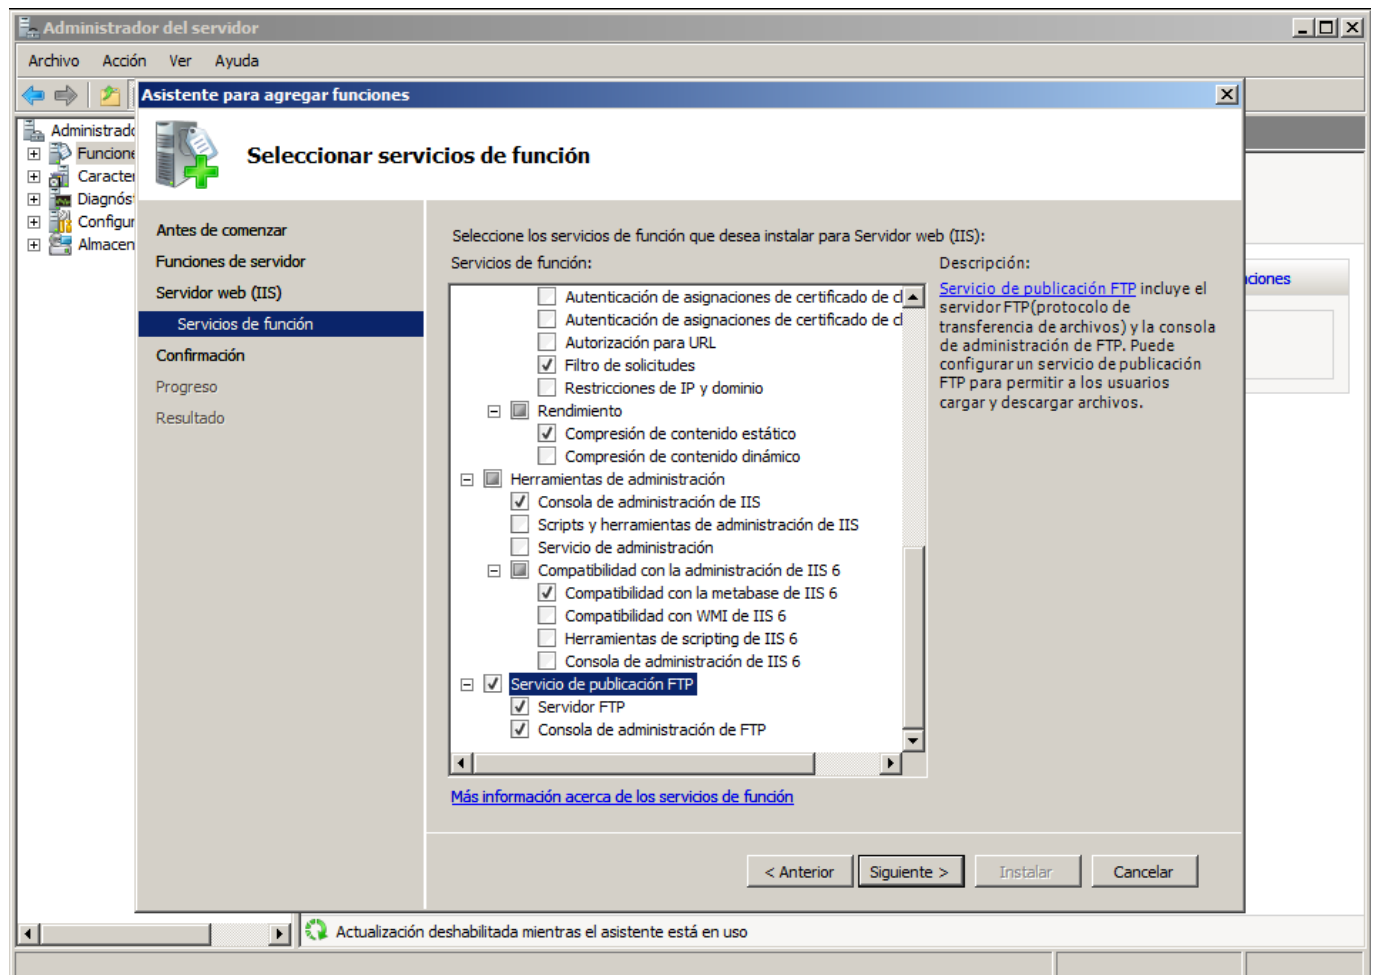 Administrador del servidor
Archivo Acción Ver Ayuda
Asistente para agregar funciones
Seleccionar servicios de función
Antes de comenzar
Funciones de servidor
Servidor web (IIS)
Servicios de función
Confirmación
Progreso
Resultado
Seleccione los servicios de función que desea instalar para Servidor web (IIS):
Servicios de función:
Autenticación de asignaciones de certificado de cl
Autenticación de asignaciones de certificado de cl
Autorización para URL
Filtro de solicitudes
Restricciones de IP y dominio
Rendimiento
Compresión de contenido estático
Compresión de contenido dinámico
Herramientas de administración
Consola de administración de IIS
Scripts y herramientas de administración de IIS
Servicio de administración
Compatibilidad con la administración de IIS 6
Compatibilidad con la metabase de IIS 6
Compatibilidad con WMI de IIS 6
Herramientas de scripting de IIS 6
Consola de administración de IIS 6
Servicio de publicación FTP
Servidor FTP
Consola de administración de FTP
Más información acerca de los servicios de función
Descripción:
Servicio de publicación FTP incluye el
servidor FTP(protocolo de
transferencia de archivos) y la consola
de administración de FTP. Puede
configurar un servicio de publicación
FTP para permitir a los usuarios
cargar y descargar archivos.
< Anterior
Siguiente >
Instalar
Cancelar
Administrado
Funcione
Caracter
Diagnós
Configur
Almacen
ciones
Actualización deshabilitada mientras el asistente está en uso